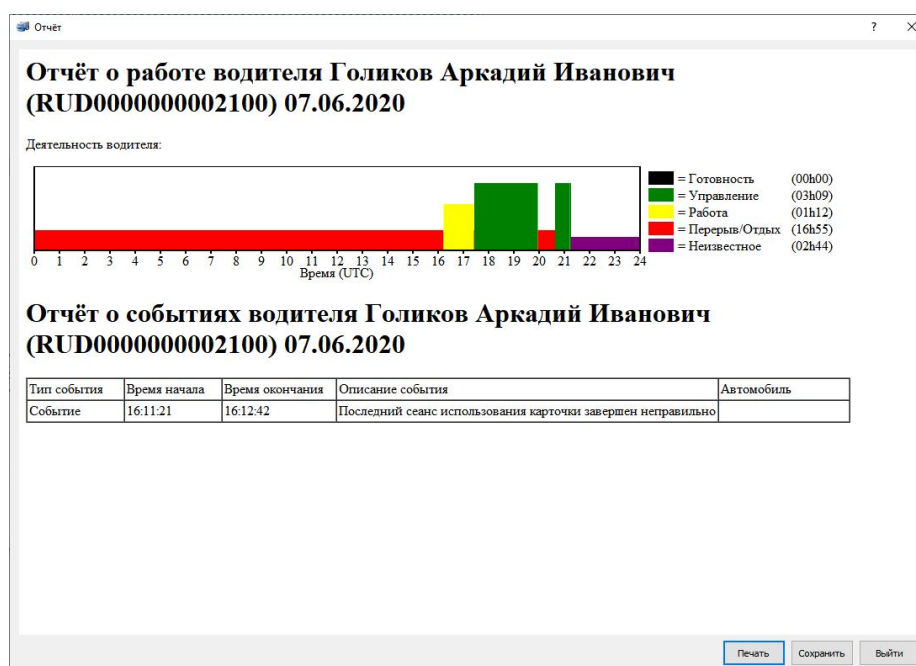 Отчёт
?
Отчёт о работе водителя Голиков Аркадий Иванович
(RUD0000000002100) 07.06.2020
Деятельность водителя:
= Готовность (00h00)
= Управление (03h09)
= Работа (01h12)
= Перерыв/Отдых (16h55)
= Неизвестное (02h44)
0 1 2 3 4 5 6 7 8 9 10 11 12 13 14 15 16 17 18 19 20 21 22 23 24
Время (UTC)
Отчёт о событиях водителя Голиков Аркадий Иванович
(RUD0000000002100) 07.06.2020
Тип события Время начала Время окончания Описание события Автомобиль
Событие 16:11:21 16:12:42 Последний сеанс использования карточки завершен неправильно
Печать Сохранить Выйти